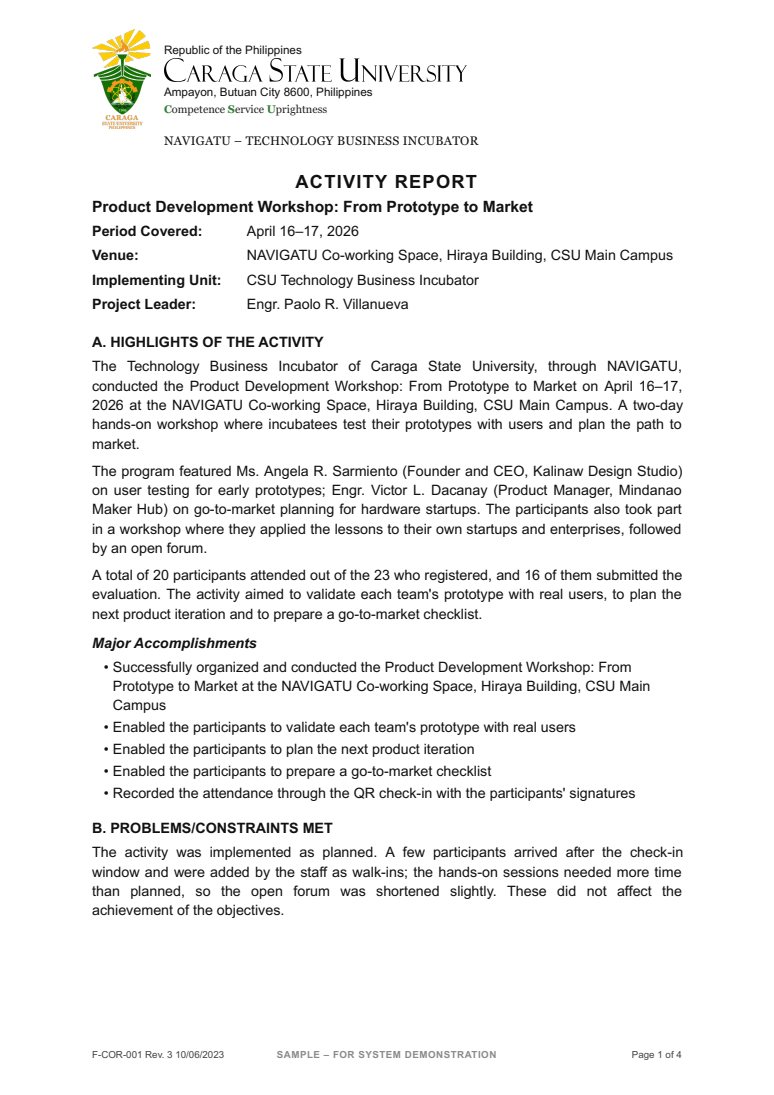 Republic of the Philippines
CARAGA STATE UNIVERSITY
Ampayon, Butuan City 8600, Philippines
Competence Service Uprightness
CARAGA
STATE UNIVERSITY
PHILIPPINES
NAVIGATU – TECHNOLOGY BUSINESS INCUBATOR
ACTIVITY REPORT
Product Development Workshop: From Prototype to Market
Period Covered: April 16–17, 2026
Venue: NAVIGATU Co-working Space, Hiraya Building, CSU Main Campus
Implementing Unit: CSU Technology Business Incubator
Project Leader: Engr. Paolo R. Villanueva
A. HIGHLIGHTS OF THE ACTIVITY
The Technology Business Incubator of Caraga State University, through NAVIGATU,
conducted the Product Development Workshop: From Prototype to Market on April 16–17,
2026 at the NAVIGATU Co-working Space, Hiraya Building, CSU Main Campus. A two-day
hands-on workshop where incubatees test their prototypes with users and plan the path to
market.
The program featured Ms. Angela R. Sarmiento (Founder and CEO, Kalinaw Design Studio)
on user testing for early prototypes; Engr. Victor L. Dacanay (Product Manager, Mindanao
Maker Hub) on go-to-market planning for hardware startups. The participants also took part
in a workshop where they applied the lessons to their own startups and enterprises, followed
by an open forum.
A total of 20 participants attended out of the 23 who registered, and 16 of them submitted the
evaluation. The activity aimed to validate each team's prototype with real users, to plan the
next product iteration and to prepare a go-to-market checklist.
Major Accomplishments
• Successfully organized and conducted the Product Development Workshop: From
Prototype to Market at the NAVIGATU Co-working Space, Hiraya Building, CSU Main
Campus
• Enabled the participants to validate each team's prototype with real users
• Enabled the participants to plan the next product iteration
• Enabled the participants to prepare a go-to-market checklist
• Recorded the attendance through the QR check-in with the participants' signatures
B. PROBLEMS/CONSTRAINTS MET
The activity was implemented as planned. A few participants arrived after the check-in
window and were added by the staff as walk-ins; the hands-on sessions needed more time
than planned, so the open forum was shortened slightly. These did not affect the
achievement of the objectives.
F-COR-001 Rev. 3 10/06/2023 SAMPLE – FOR SYSTEM DEMONSTRATION Page 1 of 4